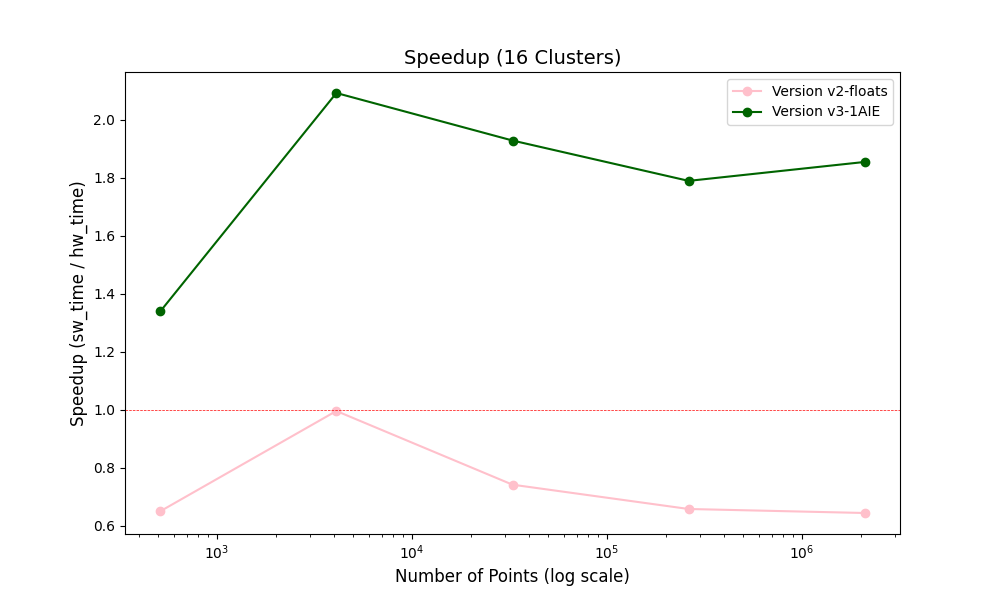 Speedup (16 Clusters)
Version v2-floats
Version v3-1AIE
Speedup (sw_time / hw_time)
2.0
1.8
1.6
1.4
1.2
1.0
0.8
0.6
10³ 10⁴ 10⁵ 10⁶
Number of Points (log scale)